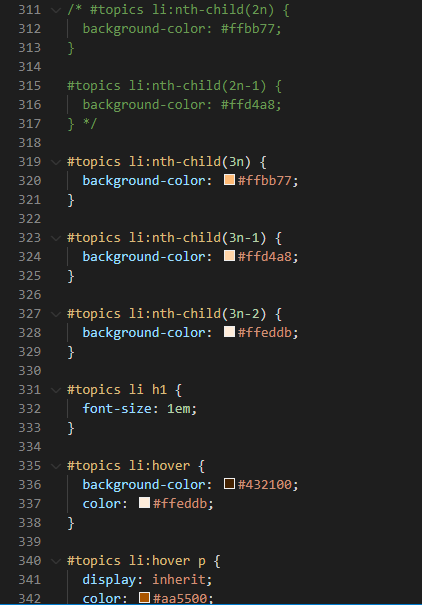 311 /* #topics li:nth-child(2n) {
312 background-color: #ffbb77;
313 }
314
315 #topics li:nth-child(2n-1) {
316 background-color: #ffd4a8;
317 } */
318
319 #topics li:nth-child(3n) {
320 background-color: #ffbb77;
321 }
322
323 #topics li:nth-child(3n-1) {
324 background-color: #ffd4a8;
325 }
326
327 #topics li:nth-child(3n-2) {
328 background-color: #ffeddb;
329 }
330
331 #topics li h1 {
332 font-size: 1em;
333 }
334
335 #topics li:hover {
336 background-color: #432100;
337 color: #ffeddb;
338 }
339
340 #topics li:hover p {
341 display: inherit;
342 color: #aa5500;